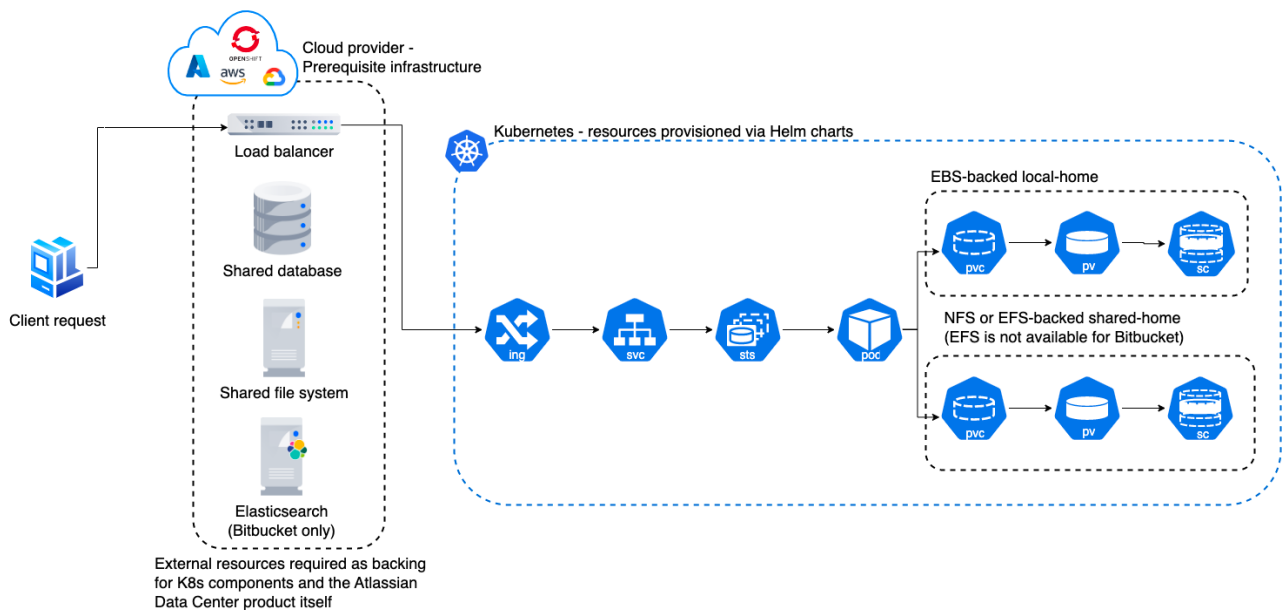 OPENSHIFT
aws
Cloud provider -
Prerequisite infrastructure
Load balancer
Shared database
Shared file system
Elasticsearch
(Bitbucket only)
External resources required as backing
for K8s components and the Atlassian
Data Center product itself
Client request
Kubernetes - resources provisioned via Helm charts
ing
svc
sts
pod
EBS-backed local-home
pvc
pv
sc
NFS or EFS-backed shared-home
(EFS is not available for Bitbucket)
pvc
pv
sc